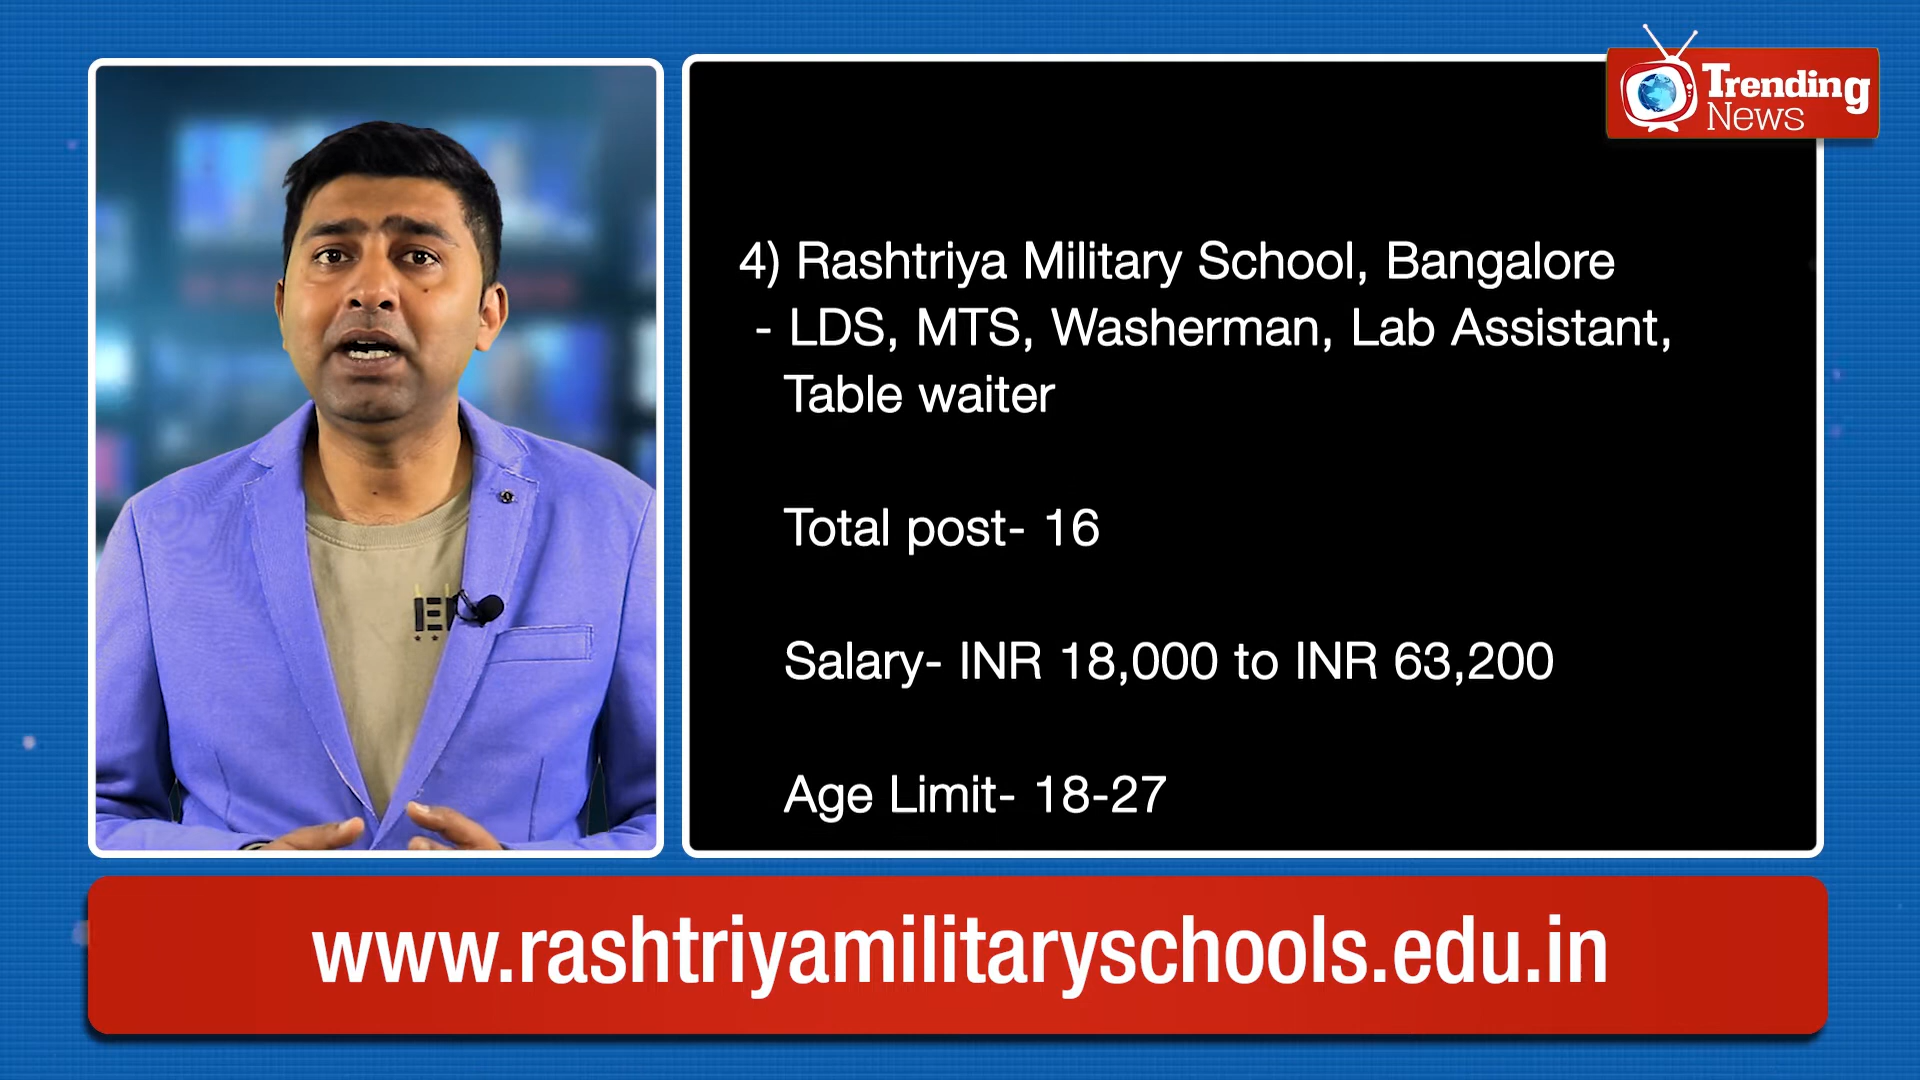 Trending
News
4) Rashtriya Military School, Bangalore
- LDS, MTS, Washerman, Lab Assistant,
Table waiter
Total post- 16
Salary- INR 18,000 to INR 63,200
Age Limit- 18-27
www.rashtriyamilitaryschools.edu.in